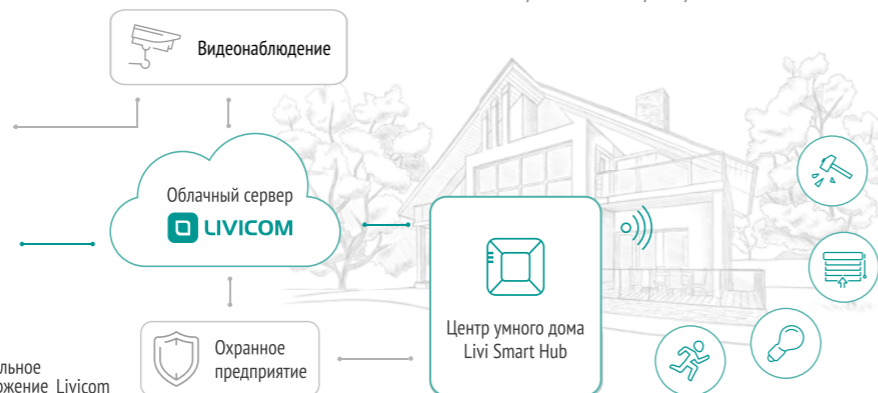 Видеонаблюдение
Облачный сервер
LIVICOM
Центр умного дома
Livi Smart Hub
Охранное
предприятие
Livicom